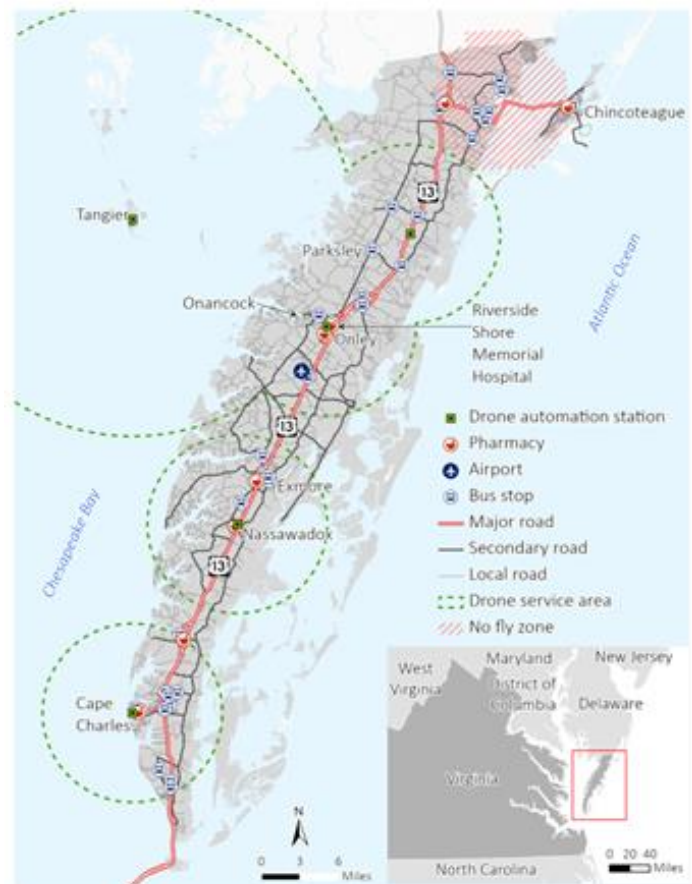 Chincoteague
13
Tangier
Parksley
Atlantic Ocean
Onancock
Onley
Riverside
Shore
Memorial
Hospital
Drone automation station
Pharmacy
Airport
Bus stop
Major road
Secondary road
Local road
Drone service area
No fly zone
13
Exmore
Nassawadok
Chesapeake Bay
13
Cape
Charles
N
0 3 6
Miles
West
Virginia
Maryland
District of
Columbia
New Jersey
Delaware
Virginia
North Carolina
0 20 40
Miles